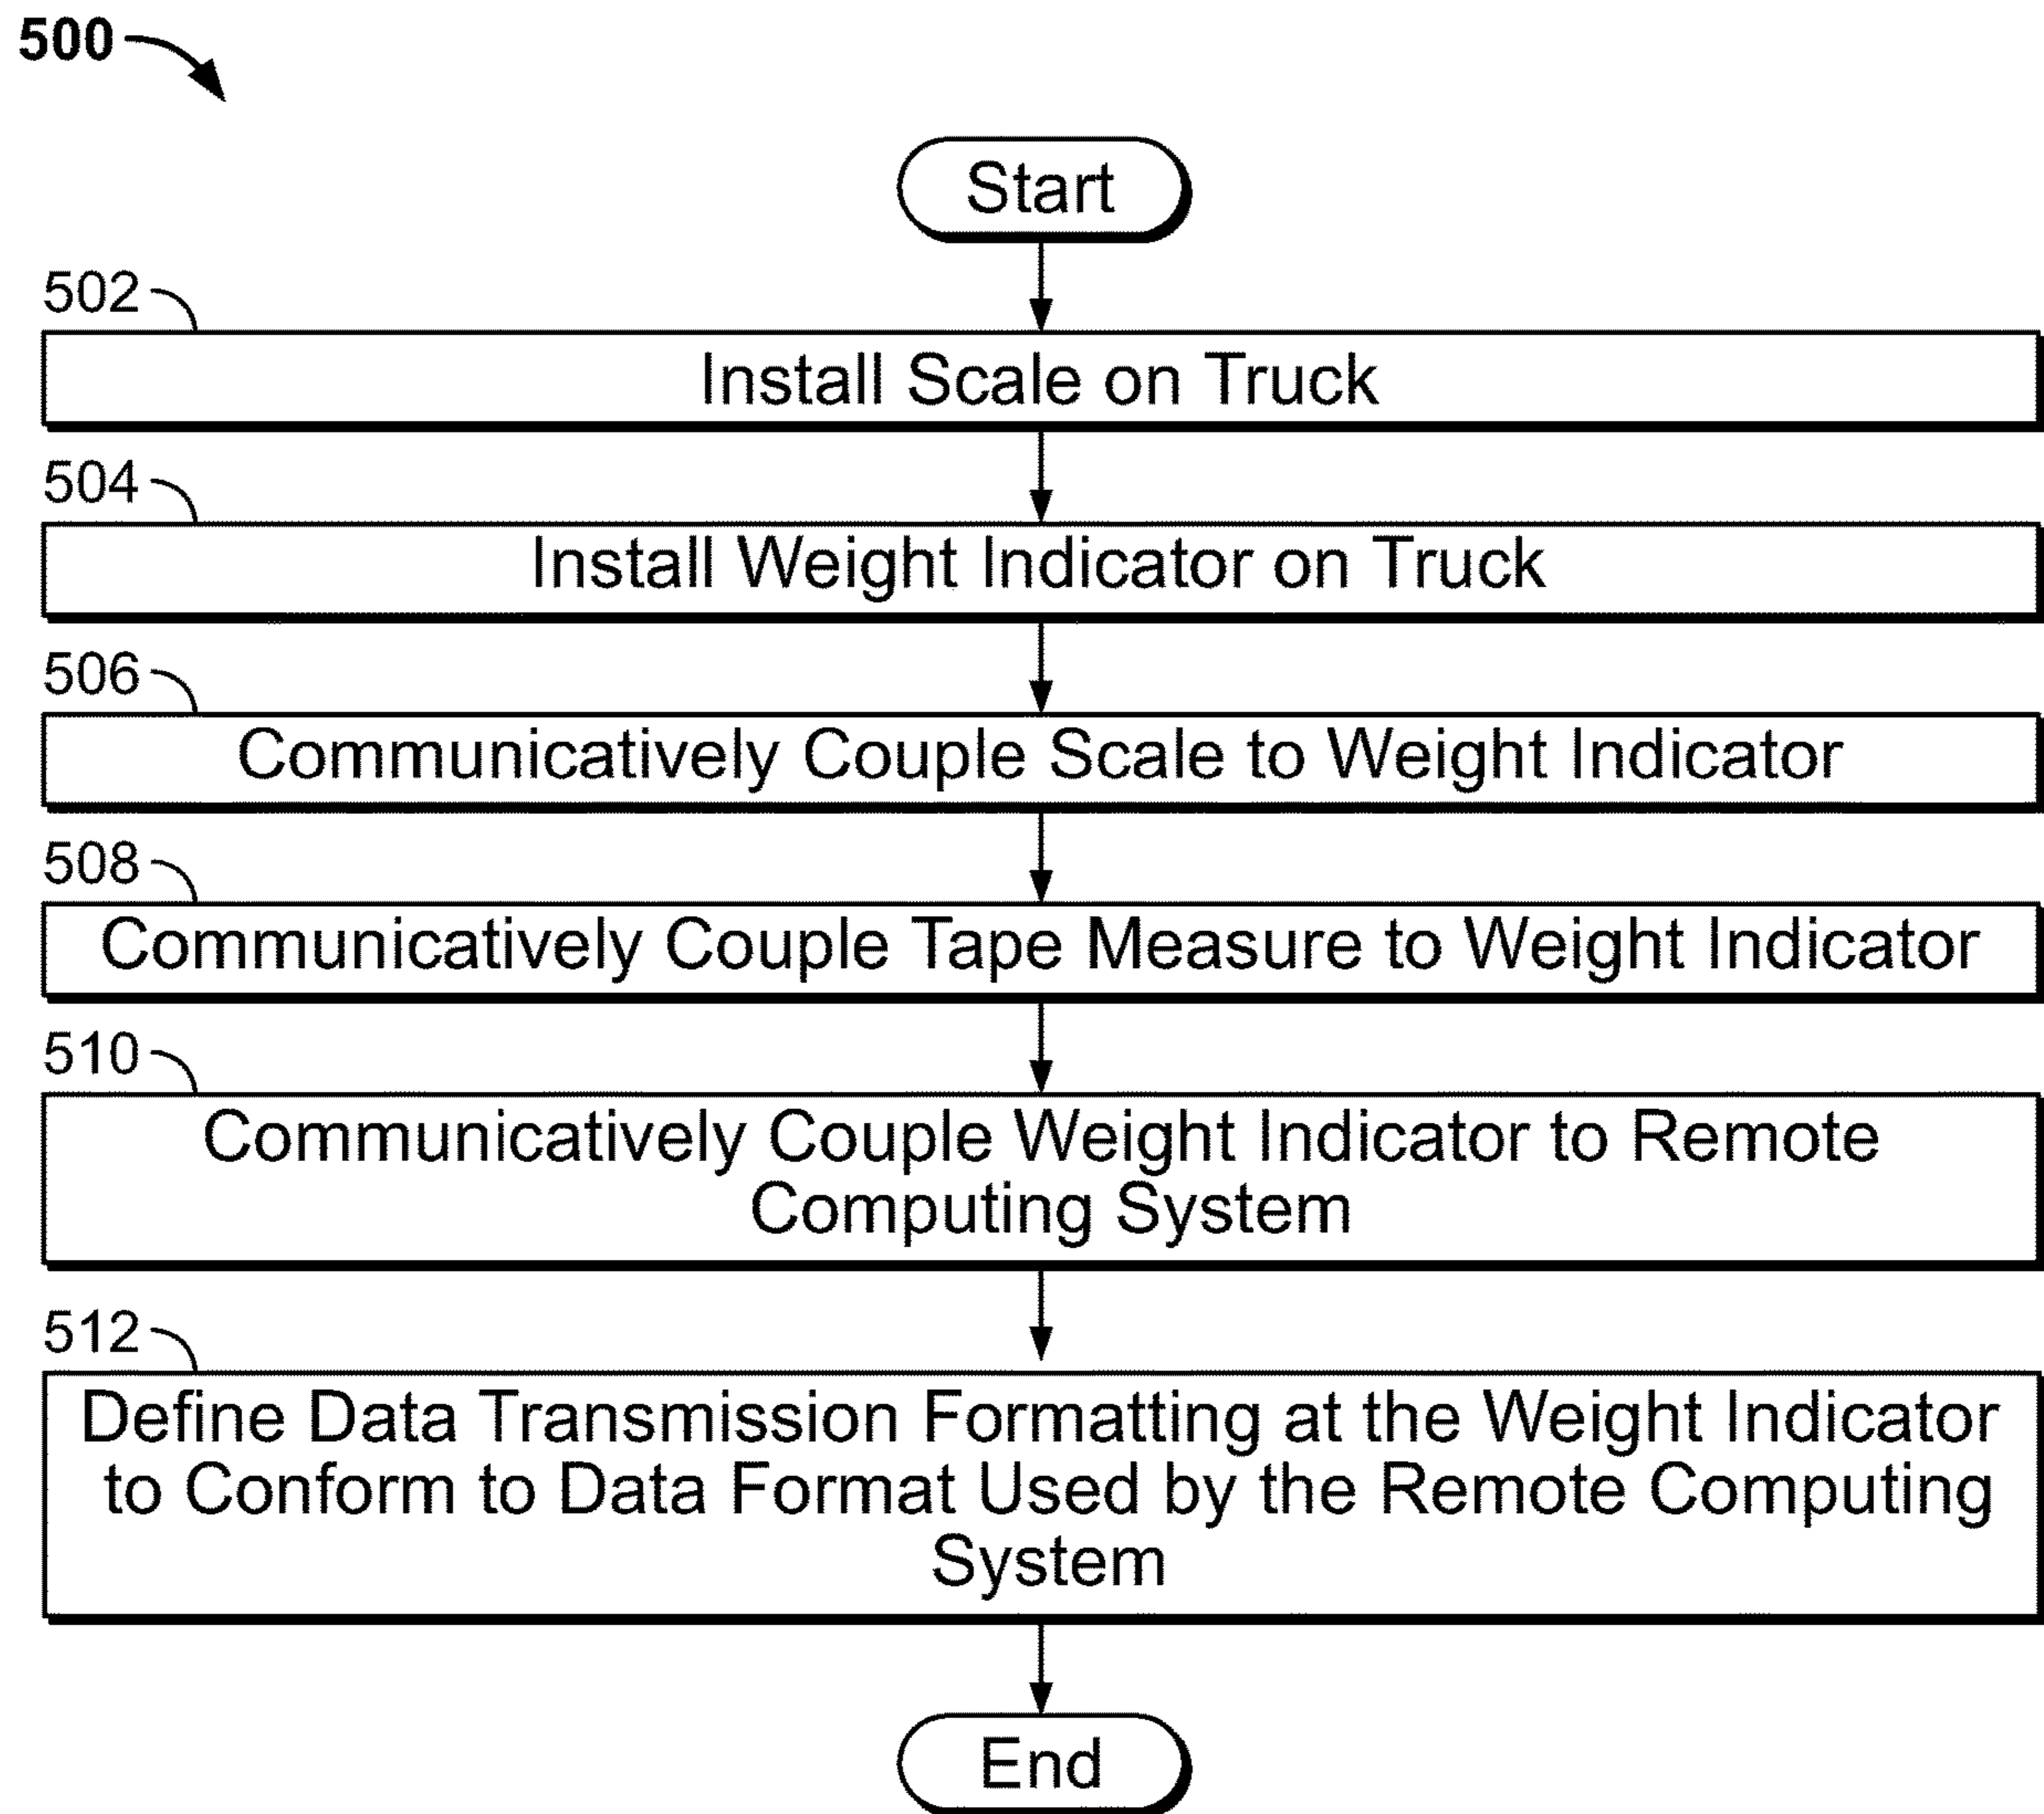 500
Start
502
Install Scale on Truck
504
Install Weight Indicator on Truck
506
Communicatively Couple Scale to Weight Indicator
508
Communicatively Couple Tape Measure to Weight Indicator
510
Communicatively Couple Weight Indicator to Remote
Computing System
512
Define Data Transmission Formatting at the Weight Indicator
to Conform to Data Format Used by the Remote Computing
System
End